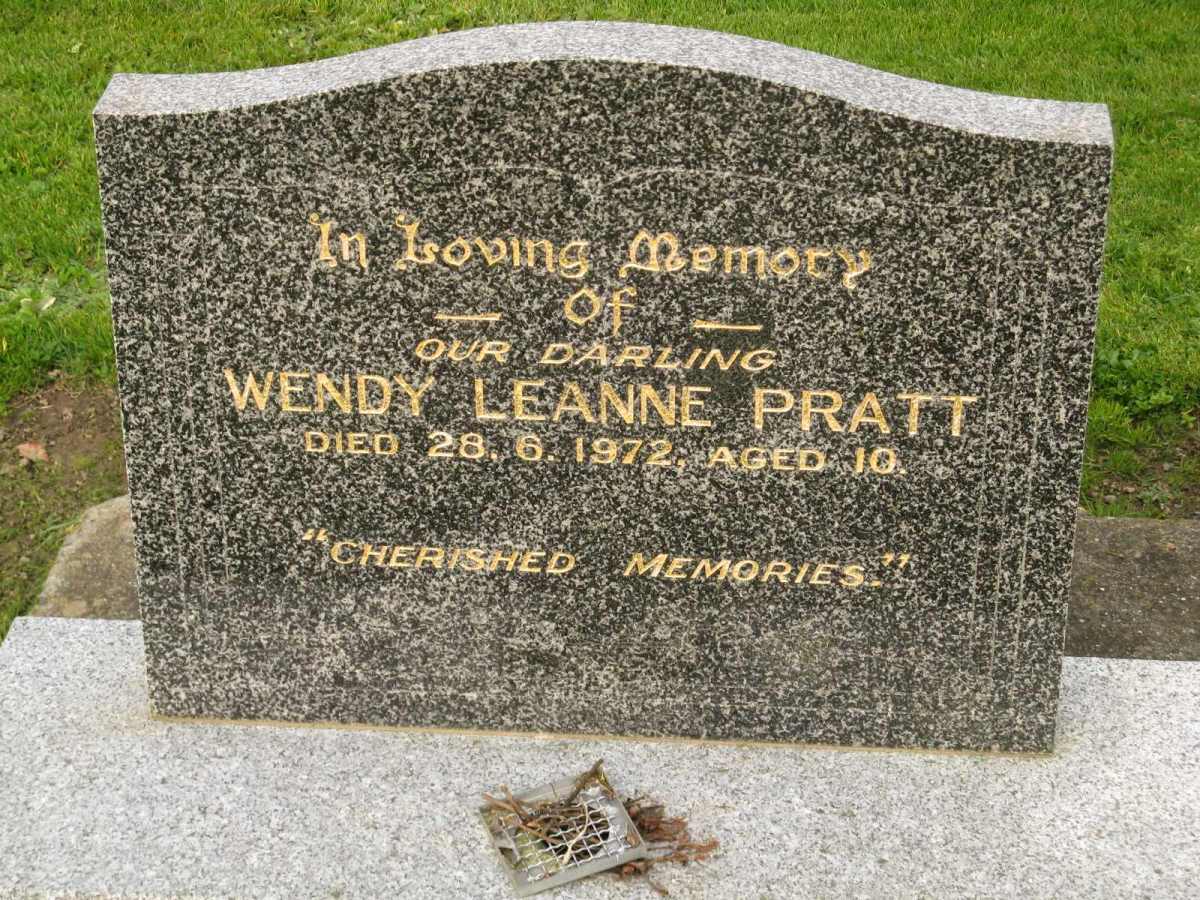 In Loving Memory
— Of —
OUR DARLING
WENDY LEANNE PRATT
DIED 28. 6. 1972, AGED 10.
"CHERISHED MEMORIES."